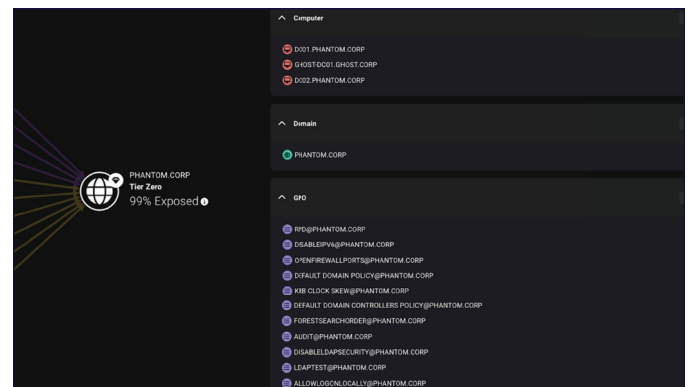 PHANTOM.CORP
Tier Zero
99% Exposed
Computer
DC01.PHANTOM.CORP
GHOST-DC01.GHOST.CORP
DC02.PHANTOM.CORP
Domain
PHANTOM.CORP
GPO
RPD@PHANTOM.CORP
DISABLEIPV6@PHANTOM.CORP
OPENFIREWALLPORTS@PHANTOM.CORP
DEFAULT DOMAIN POLICY@PHANTOM.CORP
KRB CLOCK SKEW@PHANTOM.CORP
DEFAULT DOMAIN CONTROLLERS POLICY@PHANTOM.CORP
FORESTSEARCHORDER@PHANTOM.CORP
AUDIT@PHANTOM.CORP
DISABLELDAPSECURITY@PHANTOM.CORP
LDAPTEST@PHANTOM.CORP
ALLOWLOGONLOCALLY@PHANTOM.CORP